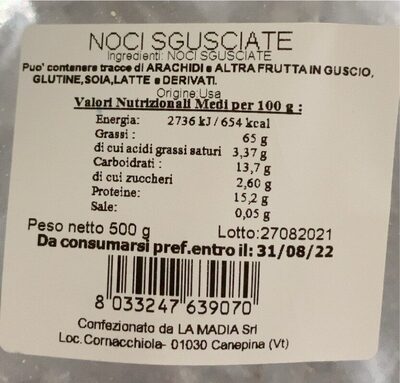 NOCI SGUSCIATE
Ingredienti: NOCI SGUSCIATE
Puo' contenere tracce di ARACHIDI e ALTRA FRUTTA IN GUSCIO,
GLUTINE,SOIA,LATTE e DERIVATI.
Origine:Usa
Valori Nutrizionali Medi per 100 g :
Energia: 2736 kJ / 654 kcal
Grassi : 65 g
di cui acidi grassi saturi 3,37g
Carboidrati : 13,7 g
di cui zuccheri 2,60 g
Proteine: 15,2 g
Sale: 0,05 g
Peso netto 500 g Lotto:27082021
Da consumarsi pref.entro il: 31/08/22
8 033247 639070
Confezionato da LA MADIA Srl
Loc.Cornacchiola- 01030 Canepina (Vt)